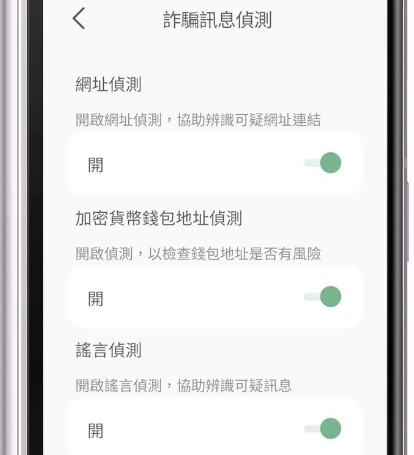 詐騙訊息偵測
網址偵測
開啟網址偵測，協助辨識可疑網址連結
開
加密貨幣錢包地址偵測
開啟偵測，以檢查錢包地址是否有風險
開
謠言偵測
開啟謠言偵測，協助辨識可疑訊息
開